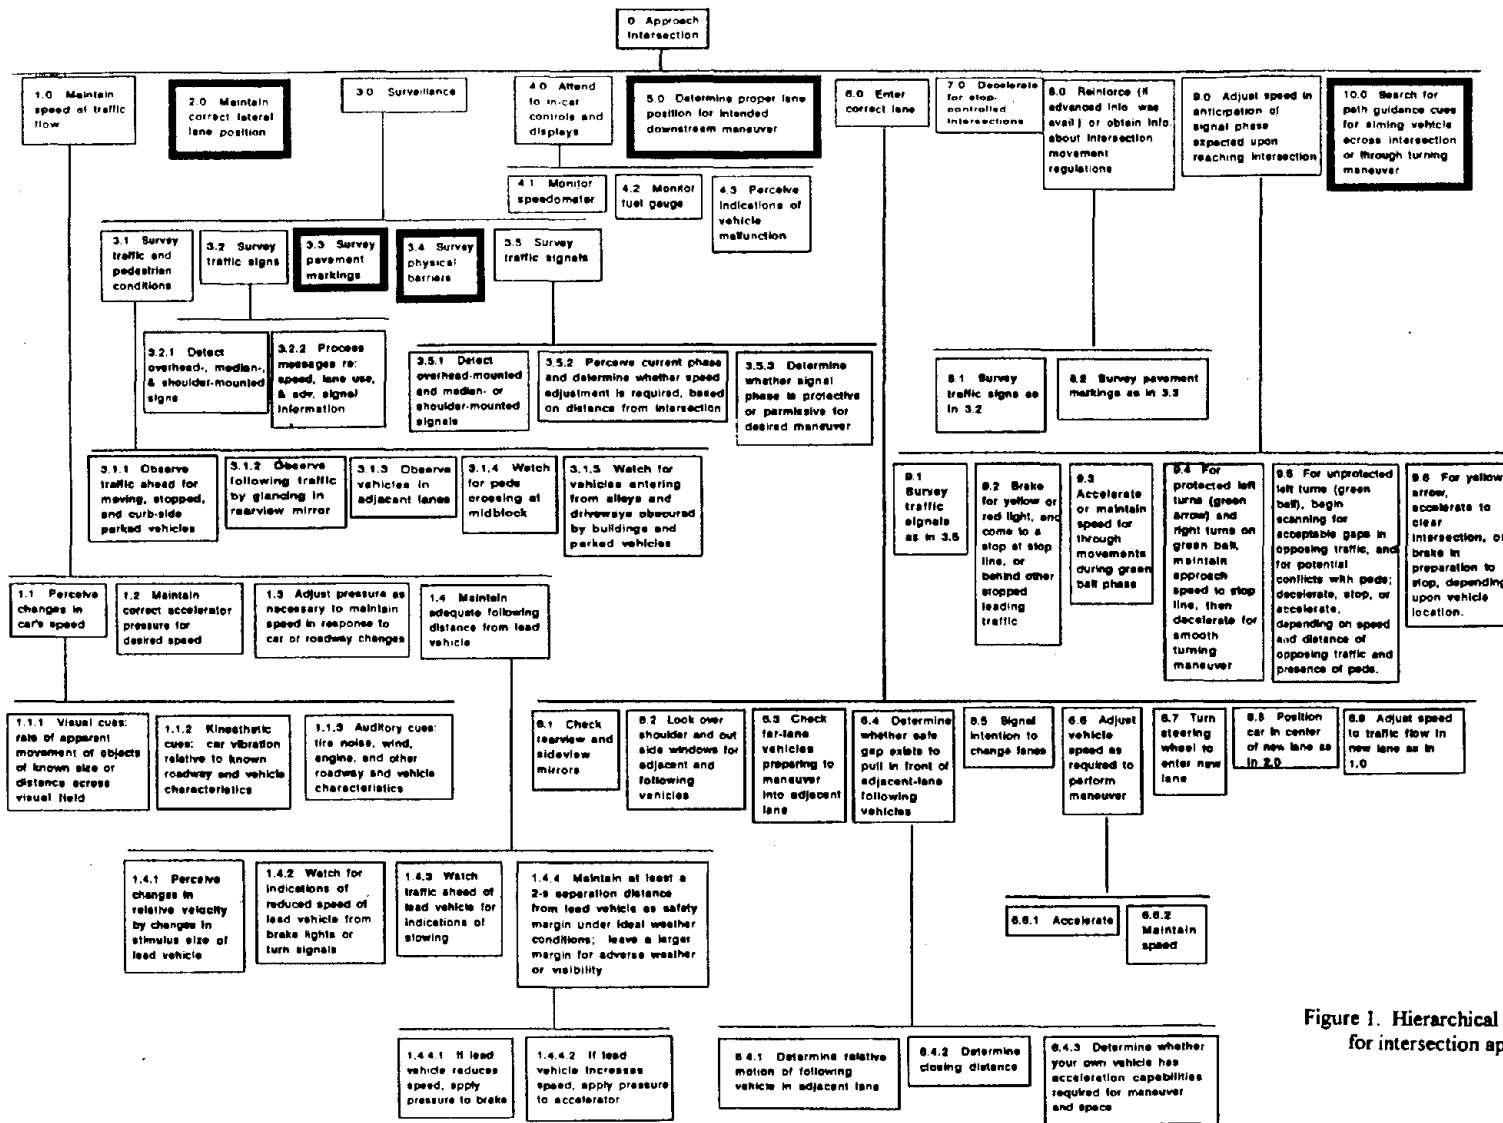 0 Approach
Intersection
1.0 Maintain
speed of traffic
flow
2.0 Maintain
correct lateral
lane position
3.0 Surveillance
4.0 Attend
to in-car
controls and
displays
5.0 Determine proper lane
position for intended
downstream maneuver
6.0 Enter
correct lane
7.0 Decelerate
for stop-
controlled
intersections
8.0 Reinforce (if
advanced info was
avail) or obtain info.
about intersection
movement
regulations
9.0 Adjust speed in
anticipation of
signal phase
expected upon
reaching intersection
10.0 Search for
path guidance cues
for aiming vehicle
across intersection
or through turning
maneuver
4.1 Monitor
speedometer
4.2 Monitor
fuel gauge
4.3 Perceive
indications of
vehicle
malfunction
3.1 Survey
traffic and
pedestrian
conditions
3.2 Survey
traffic signs
3.3 Survey
pavement
markings
3.4 Survey
physical
barriers
3.5 Survey
traffic signals
3.2.1 Detect
overhead-, median-,
& shoulder-mounted
signs
3.2.2 Process
messages re:
speed, lane use,
& adv. signal
information
3.5.1 Detect
overhead-mounted
and median- or
shoulder-mounted
signals
3.5.2 Perceive current phase
and determine whether speed
adjustment is required, based
on distance from intersection
3.5.3 Determine
whether signal
phase is protective
or permissive for
desired maneuver
8.1 Survey
traffic signs as
in 3.2
8.2 Survey pavement
markings as in 3.3
3.1.1 Observe
traffic ahead for
moving, stopped,
and curb-side
parked vehicles
3.1.2 Observe
following traffic
by glancing in
rearview mirror
3.1.3 Observe
vehicles in
adjacent lanes
3.1.4 Watch
for peds
crossing at
midblock
3.1.5 Watch for
vehicles entering
from alleys and
driveways obscured
by buildings and
parked vehicles
9.1
Survey
traffic
signals
as in 3.5
9.2 Brake
for yellow or
red light, and
come to a
stop at stop
line, or
behind other
stopped
leading
traffic
9.3
Accelerate
or maintain
speed for
through
movements
during green
ball phase
9.4 For
protected left
turns (green
arrow) and
right turns on
green ball,
maintain
approach
speed to stop
line, then
decelerate for
smooth
turning
maneuver
9.5 For unprotected
left turns (green
ball), begin
scanning for
acceptable gaps in
opposing traffic, and
for potential
conflicts with peds;
decelerate, stop, or
accelerate,
depending on speed
and distance of
opposing traffic and
presence of peds.
9.6 For yellow
arrow,
accelerate to
clear
intersection, o
brake in
preparation to
stop, depending
upon vehicle
location.
1.1 Perceive
changes in
car's speed
1.2 Maintain
correct accelerator
pressure for
desired speed
1.3 Adjust pressure as
necessary to maintain
speed in response to
car or roadway changes
1.4 Maintain
adequate following
distance from lead
vehicle
1.1.1 Visual cues:
rate of apparent
movement of objects
of known size or
distance across
visual field
1.1.2 Kinesthetic
cues: car vibration
relative to known
roadway and vehicle
characteristics
1.1.3 Auditory cues:
tire noise, wind,
engine, and other
roadway and vehicle
characteristics
6.1 Check
rearview and
sideview
mirrors
6.2 Look over
shoulder and out
side windows for
adjacent and
following
vehicles
6.3 Check
far-lane
vehicles
preparing to
maneuver
into adjacent
lane
6.4 Determine
whether safe
gap exists to
pull in front of
adjacent-lane
following
vehicles
6.5 Signal
intention to
change lanes
6.6 Adjust
vehicle
speed as
required to
perform
maneuver
6.7 Turn
steering
wheel to
enter new
lane
6.8 Position
car in center
of new lane as
in 2.0
6.9 Adjust speed
to traffic flow in
new lane as in
1.0
1.4.1 Perceive
changes in
relative velocity
by changes in
stimulus size of
lead vehicle
1.4.2 Watch for
indications of
reduced speed of
lead vehicle from
brake lights or
turn signals
1.4.3 Watch
traffic ahead of
lead vehicle for
indications of
slowing
1.4.4 Maintain at least a
2-s separation distance
from lead vehicle as safety
margin under ideal weather
conditions; leave a larger
margin for adverse weather
or visibility
6.6.1 Accelerate
6.6.2
Maintain
speed
1.4.4.1 If lead
vehicle reduces
speed, apply
pressure to brake
1.4.4.2 If lead
vehicle increases
speed, apply pressure
to accelerator
6.4.1 Determine relative
motion of following
vehicle in adjacent lane
6.4.2 Determine
closing distance
6.4.3 Determine whether
your own vehicle has
acceleration capabilities
required for maneuver
and space
Figure 1. Hierarchical
for intersection ap